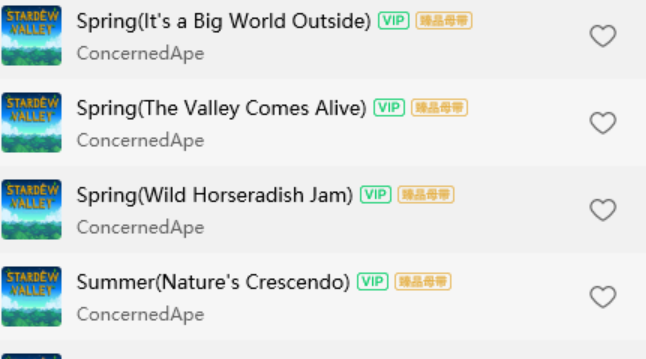 STARDEW VALLEY
Spring(It's a Big World Outside) VIP 臻品母带
ConcernedApe
STARDEW VALLEY
Spring(The Valley Comes Alive) VIP 臻品母带
ConcernedApe
STARDEW VALLEY
Spring(Wild Horseradish Jam) VIP 臻品母带
ConcernedApe
STARDEW VALLEY
Summer(Nature's Crescendo) VIP 臻品母带
ConcernedApe